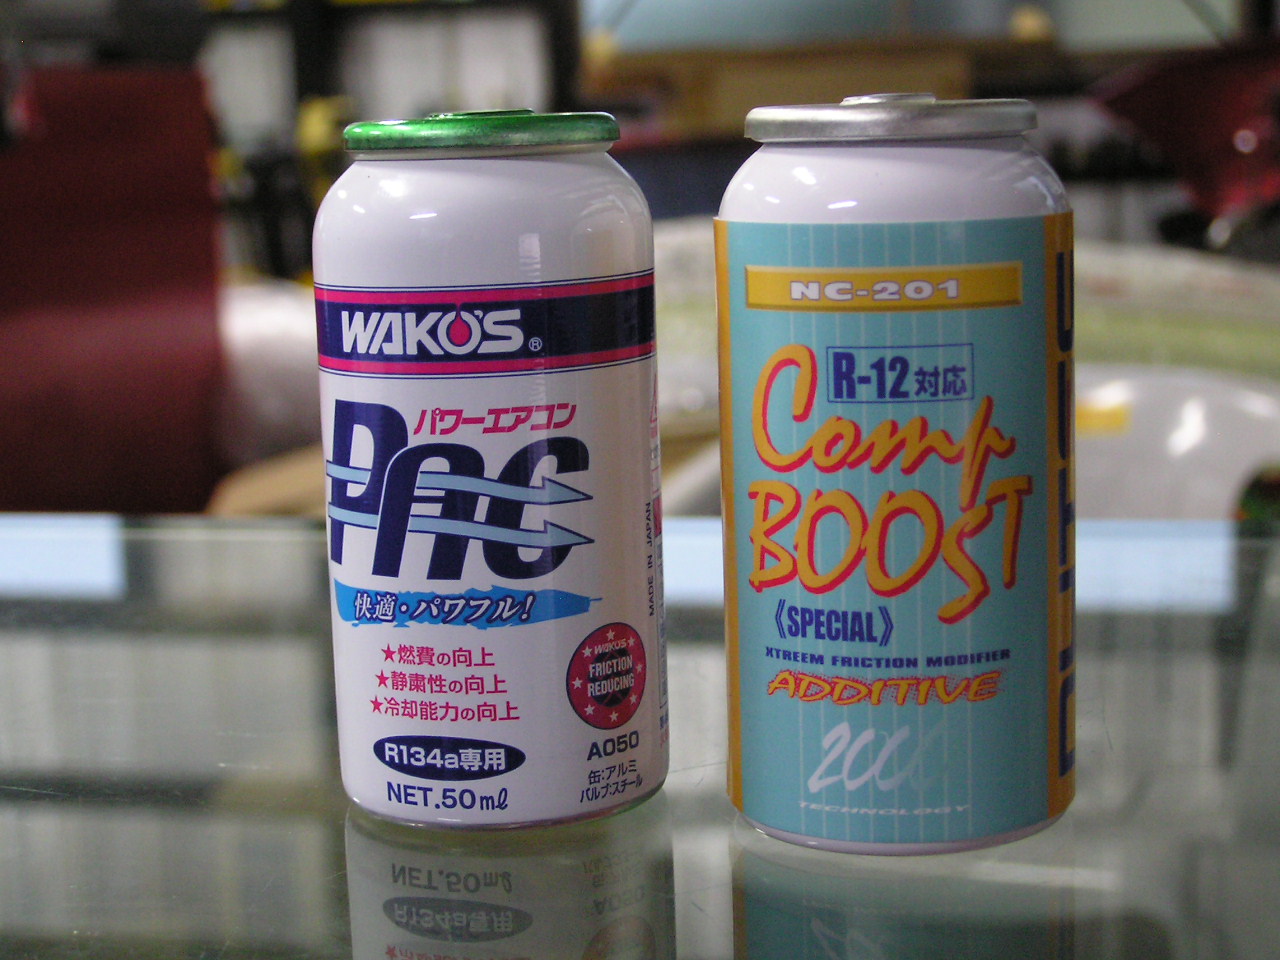 WAKO'S®
パワーエアコン
PAC
快適・パワフル!
★燃費の向上
★静粛性の向上
★冷却能力の向上
R134a専用
NET.50mℓ
MADE IN JAPAN
WAKO'S
FRICTION
REDUCING
A050
缶:アルミ
バルブ:スチール
NC-201
R-12対応
Comp
BOOST
《SPECIAL》
XTREEM FRICTION MODIFIER
ADDITIVE
TECHNOLOGY